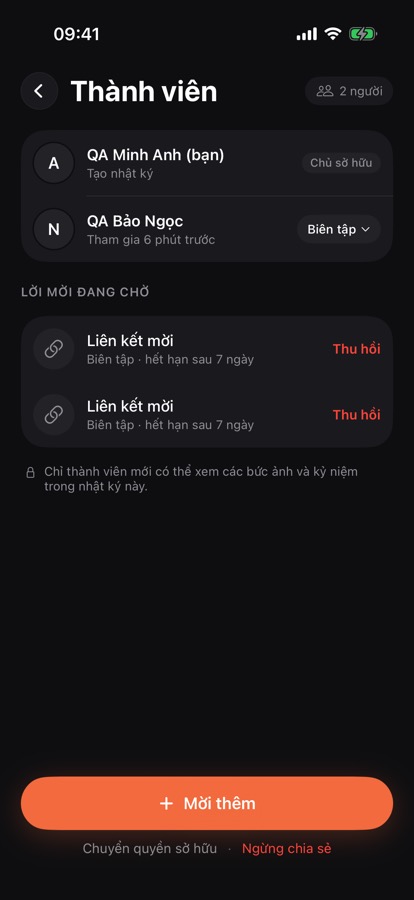 09:41
Thành viên
2 người
A
QA Minh Anh (bạn)
Tạo nhật ký
Chủ sở hữu
N
QA Bảo Ngọc
Tham gia 6 phút trước
Biên tập
LỜI MỜI ĐANG CHỜ
Liên kết mời
Biên tập · hết hạn sau 7 ngày
Thu hồi
Liên kết mời
Biên tập · hết hạn sau 7 ngày
Thu hồi
Chỉ thành viên mới có thể xem các bức ảnh và kỷ niệm
trong nhật ký này.
+ Mời thêm
Chuyển quyền sở hữu · Ngừng chia sẻ